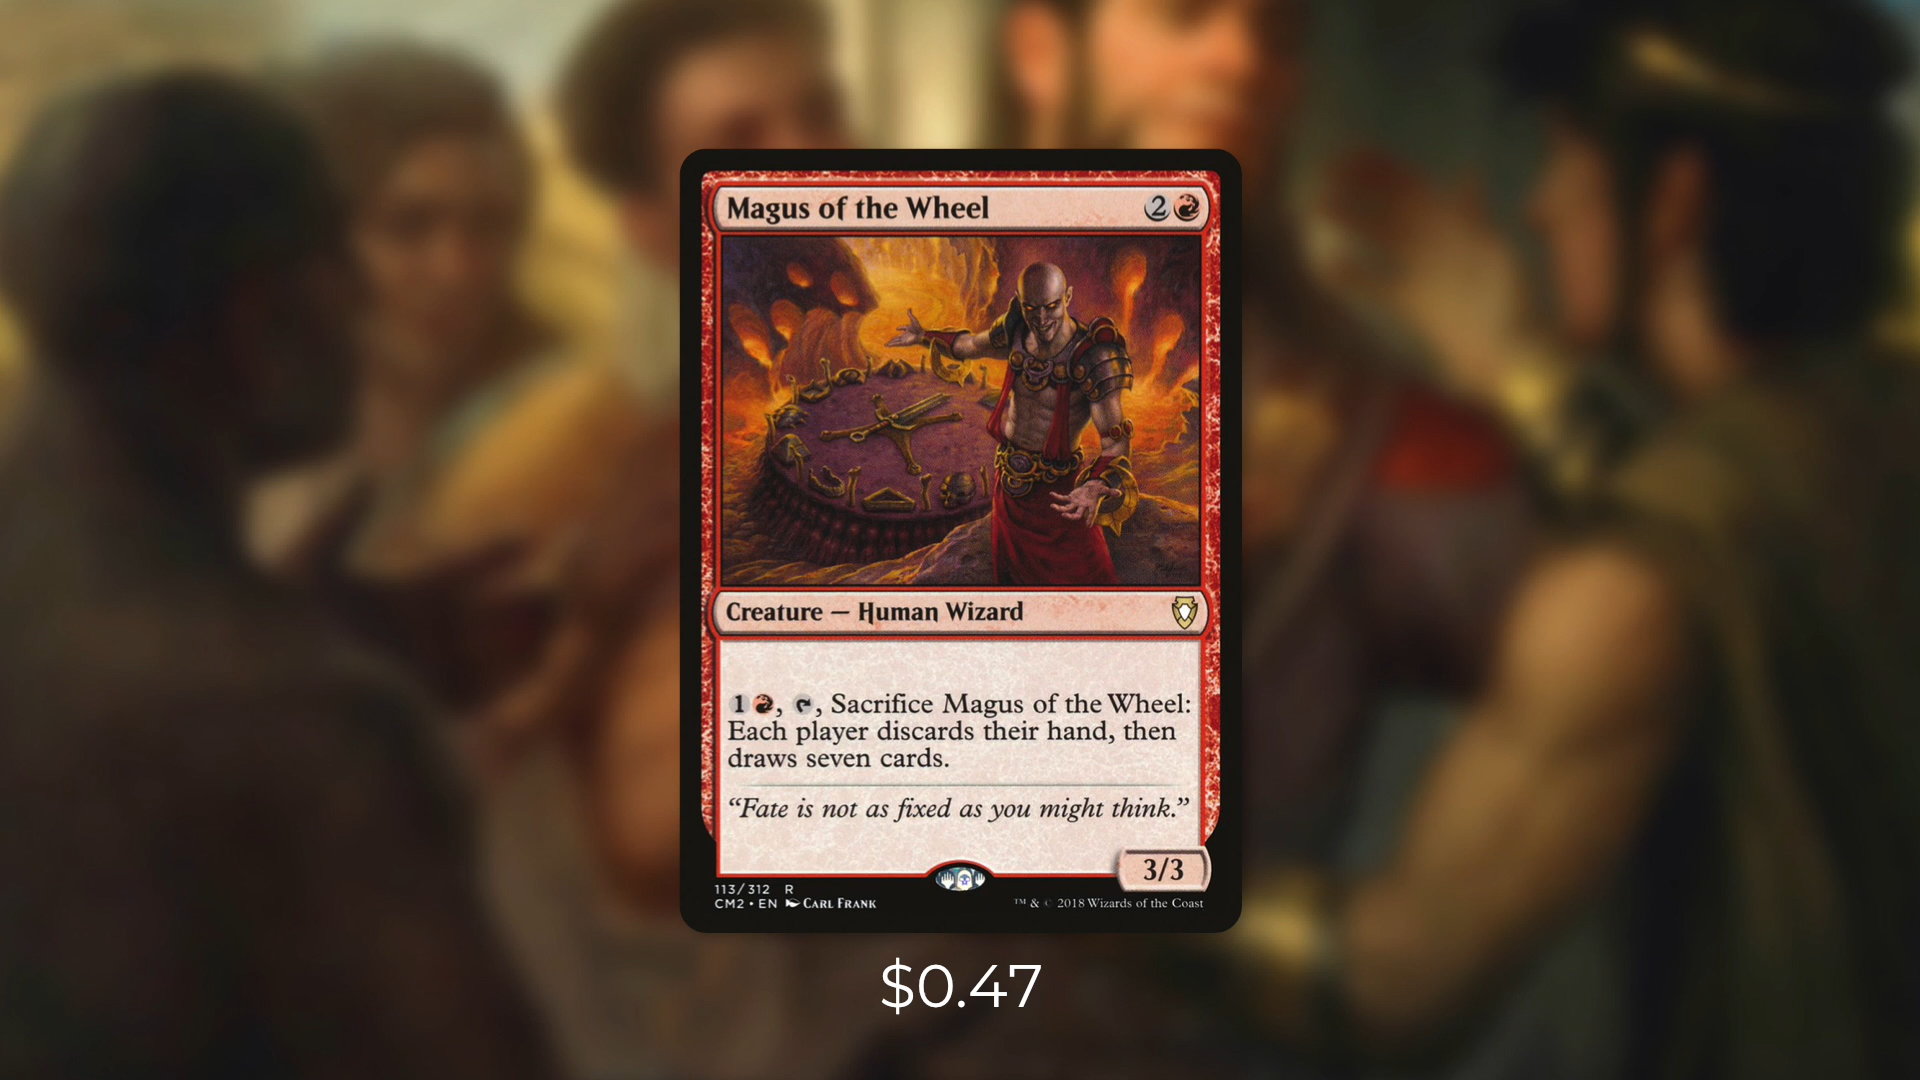 Magus of the Wheel 2
Creature — Human Wizard
1, , Sacrifice Magus of the Wheel:
Each player discards their hand, then
draws seven cards.
“Fate is not as fixed as you might think.”
3/3
113/312 R
CM2 • EN CARL FRANK
™ & © 2018 Wizards of the Coast
$0.47